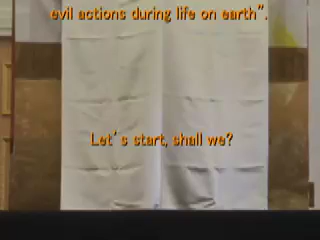 evil actions during life on earth”.
Let’s start, shall we?